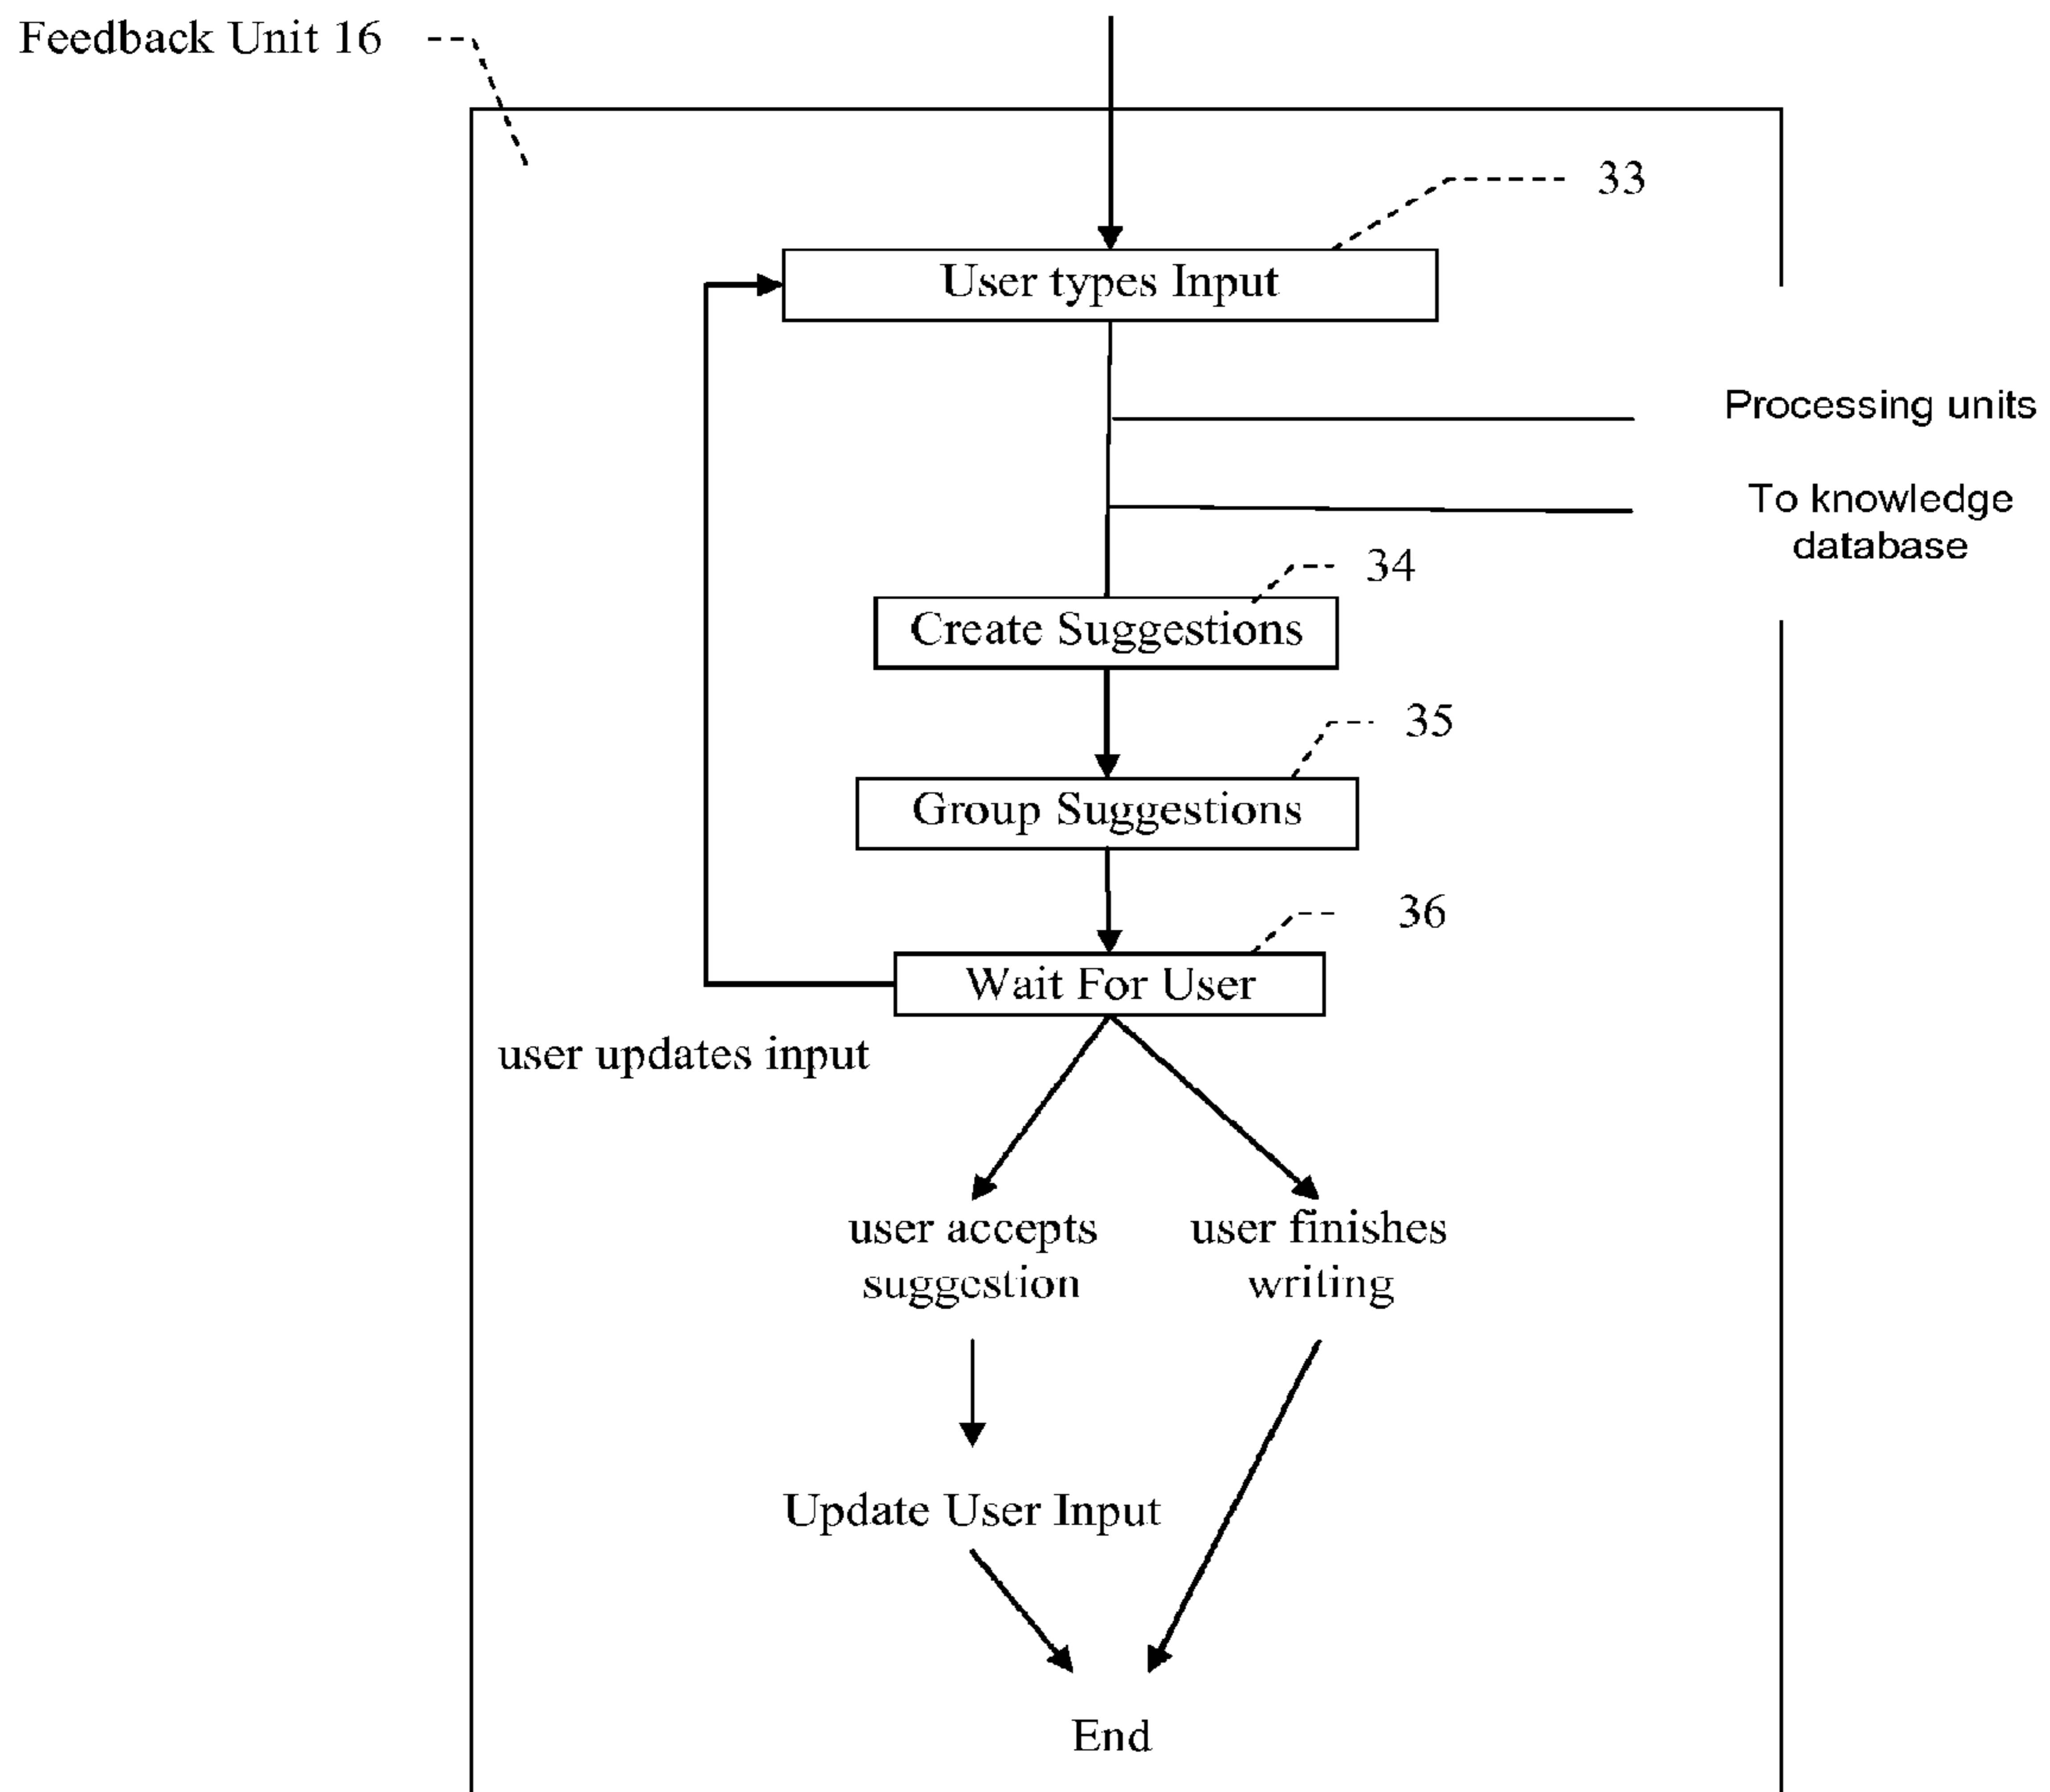 Feedback Unit 16
33
User types Input
Processing units
To knowledge
database
34
Create Suggestions
35
Group Suggestions
36
Wait For User
user updates input
user accepts
suggestion
user finishes
writing
Update User Input
End